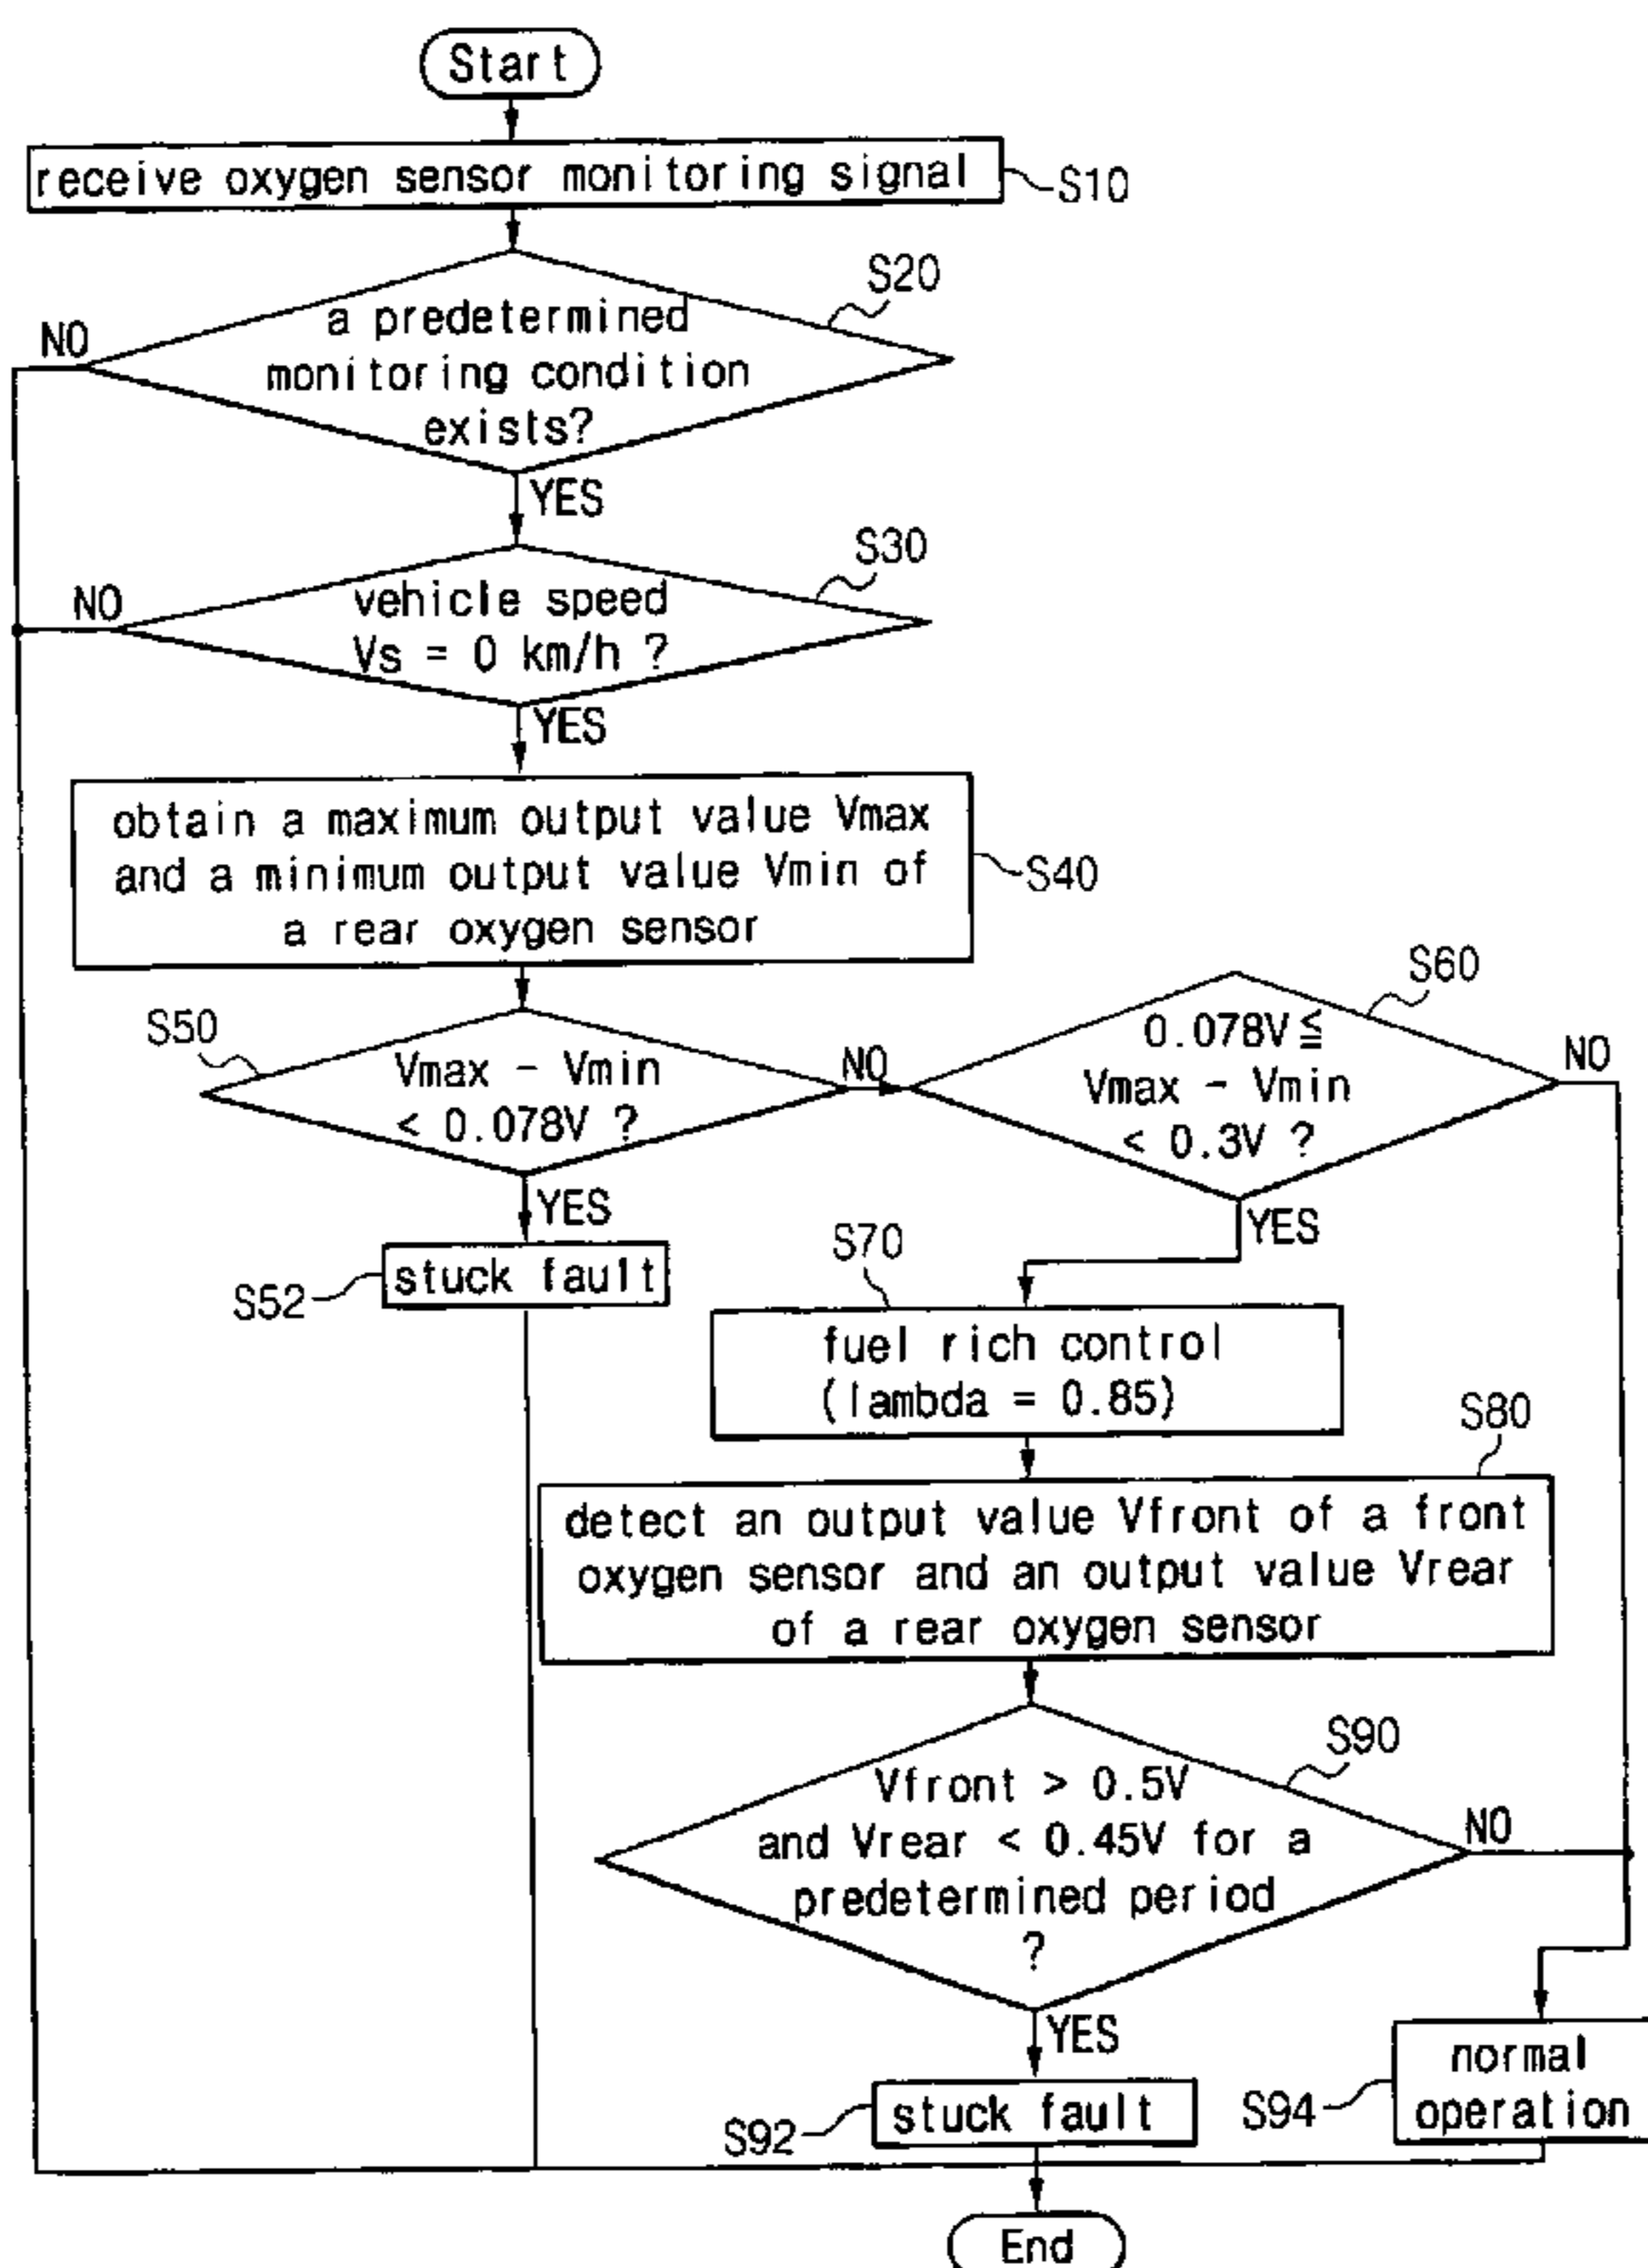 Start
receive oxygen sensor monitoring signal
S10
S20
a predetermined
monitoring condition
exists?
NO
YES
S30
vehicle speed
Vs = 0 km/h ?
NO
YES
obtain a maximum output value Vmax
and a minimum output value Vmin of
a rear oxygen sensor
S40
S50
Vmax - Vmin
< 0.078V ?
NO
YES
S60
0.078V ≦
Vmax - Vmin
< 0.3V ?
NO
YES
stuck fault
S52
S70
fuel rich control
(lambda = 0.85)
S80
detect an output value Vfront of a front
oxygen sensor and an output value Vrear
of a rear oxygen sensor
S90
Vfront > 0.5V
and Vrear < 0.45V for a
predetermined period
?
NO
YES
stuck fault
S92
normal
operation
S94
End